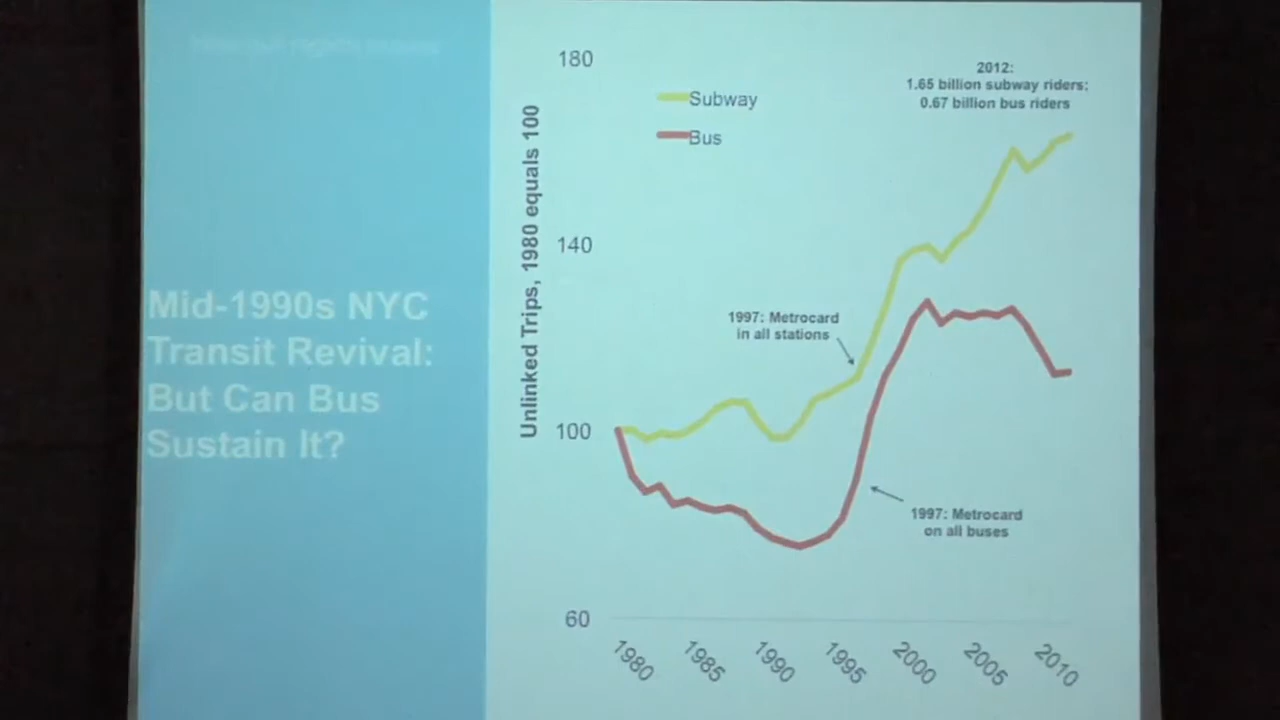 Mid-1990s NYC
Transit Revival:
But Can Bus
Sustain It?
Unlinked Trips, 1980 equals 100
180
140
100
60
Subway
Bus
2012:
1.65 billion subway riders;
0.67 billion bus riders
1997: Metrocard
in all stations
1997: Metrocard
on all buses
1980
1985
1990
1995
2000
2005
2010